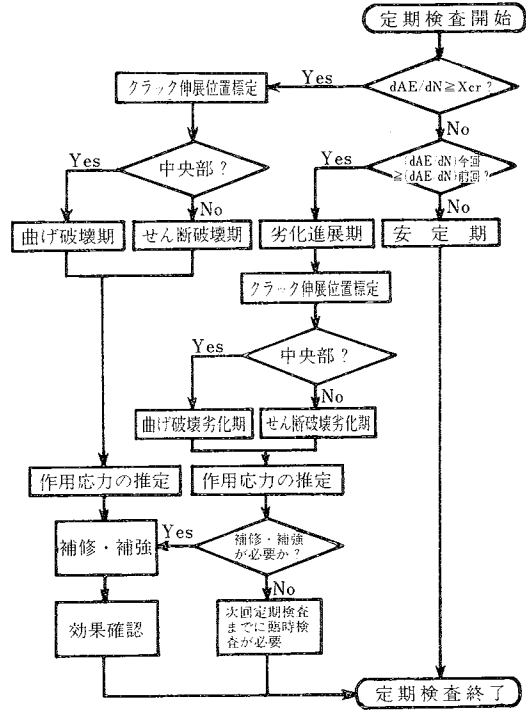 定期検査開始
dAE/dN≧Xcr？
Yes
クラック伸展位置標定
No
中央部？
(dAE/dN)今回
≧(dAE/dN)前回？
Yes
Yes
No
No
曲げ破壊期
せん断破壊期
劣化進展期
安定期
クラック伸展位置標定
中央部？
Yes
No
曲げ破壊劣化期
せん断破壊劣化期
作用応力の推定
作用応力の推定
補修・補強
Yes
補修・補強
が必要か？
No
効果確認
次回定期検査
までに臨時検
査が必要
定期検査終了